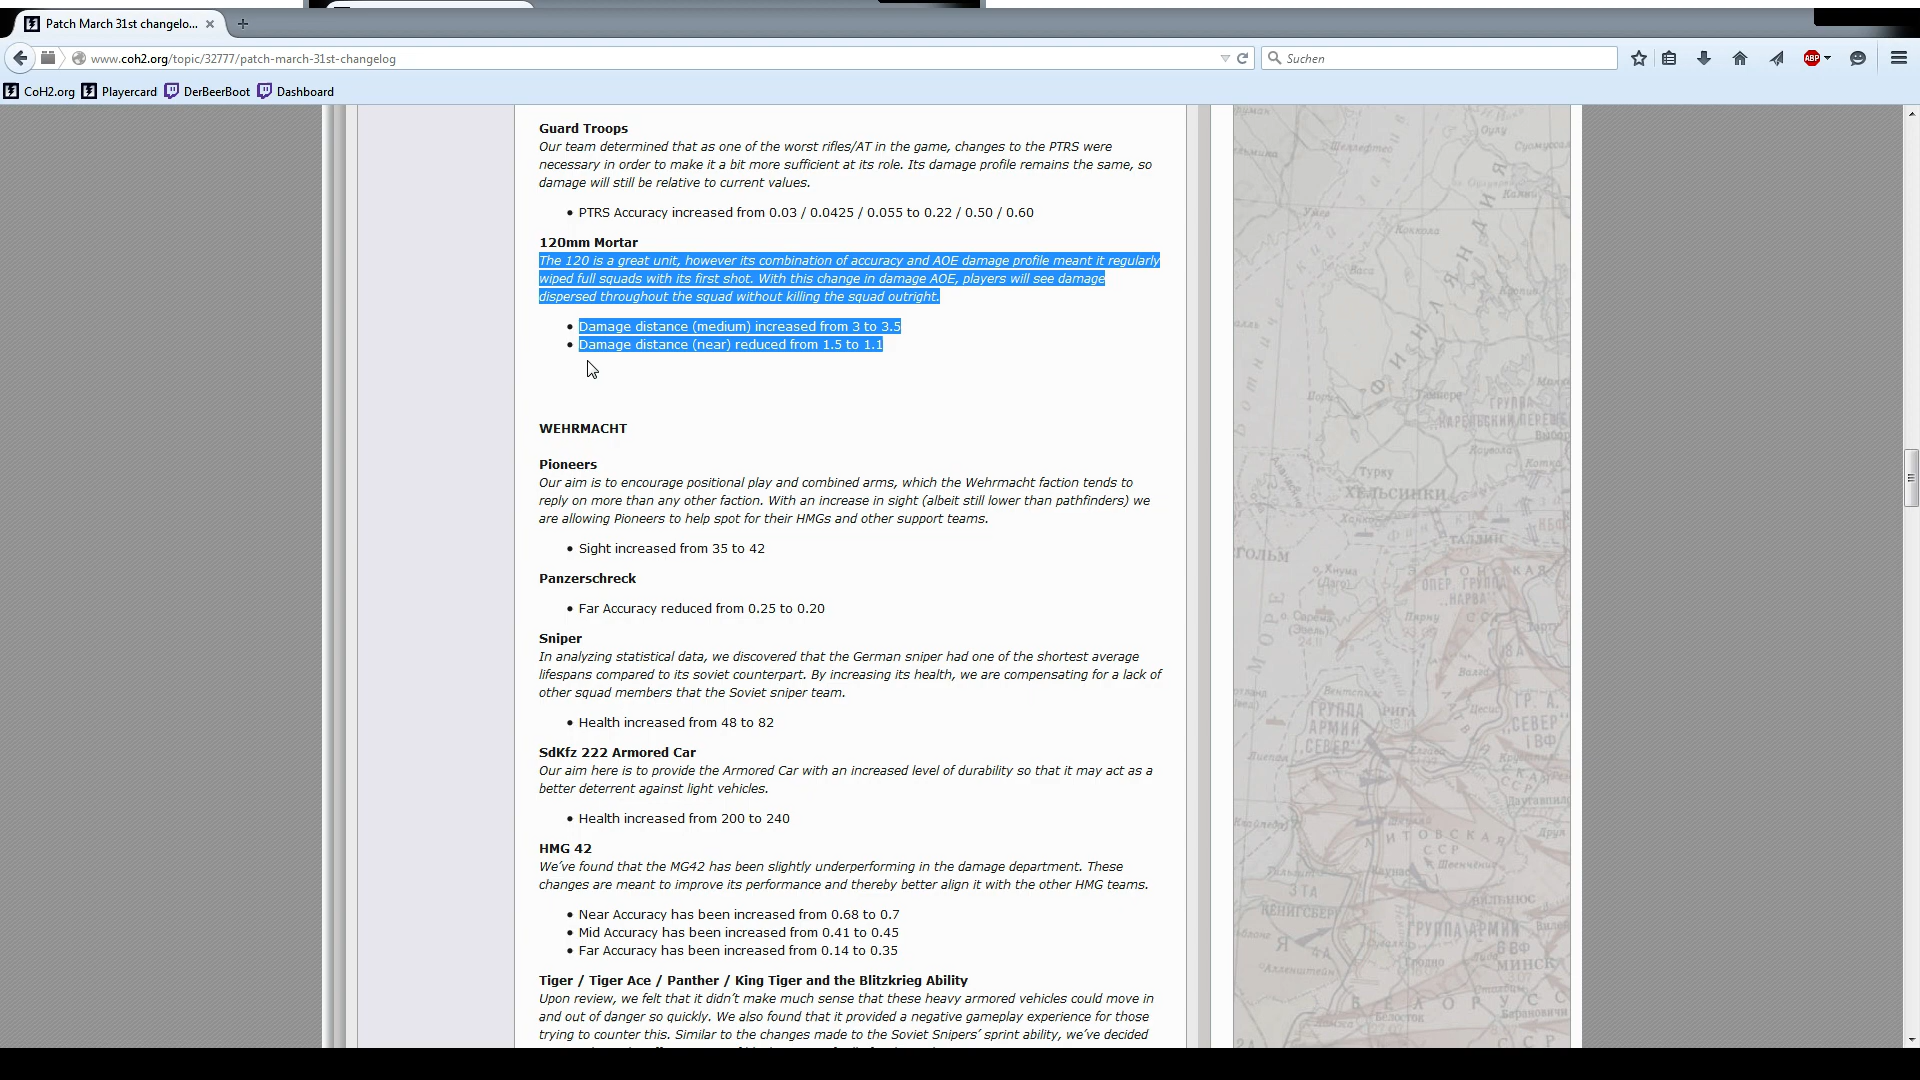 Patch March 31st changelo...
www.coh2.org/topic/32777/patch-march-31st-changelog
Suchen
ABP
CoH2.org
Playercard
DerBeerBoot
Dashboard
Guard Troops
Our team determined that as one of the worst rifles/AT in the game, changes to the PTRS were
necessary in order to make it a bit more sufficient at its role. Its damage profile remains the same, so
damage will still be relative to current values.
PTRS Accuracy increased from 0.03 / 0.0425 / 0.055 to 0.22 / 0.50 / 0.60
120mm Mortar
The 120 is a great unit, however its combination of accuracy and AOE damage profile meant it regularly
wiped full squads with its first shot. With this change in damage AOE, players will see damage
dispersed throughout the squad without killing the squad outright.
Damage distance (medium) increased from 3 to 3.5
Damage distance (near) reduced from 1.5 to 1.1
WEHRMACHT
Pioneers
Our aim is to encourage positional play and combined arms, which the Wehrmacht faction tends to
reply on more than any other faction. With an increase in sight (albeit still lower than pathfinders) we
are allowing Pioneers to help spot for their HMGs and other support teams.
Sight increased from 35 to 42
Panzerschreck
Far Accuracy reduced from 0.25 to 0.20
Sniper
In analyzing statistical data, we discovered that the German sniper had one of the shortest average
lifespans compared to its soviet counterpart. By increasing its health, we are compensating for a lack of
other squad members that the Soviet sniper team.
Health increased from 48 to 82
SdKfz 222 Armored Car
Our aim here is to provide the Armored Car with an increased level of durability so that it may act as a
better deterrent against light vehicles.
Health increased from 200 to 240
HMG 42
We've found that the MG42 has been slightly underperforming in the damage department. These
changes are meant to improve its performance and thereby better align it with the other HMG teams.
Near Accuracy has been increased from 0.68 to 0.7
Mid Accuracy has been increased from 0.41 to 0.45
Far Accuracy has been increased from 0.14 to 0.35
Tiger / Tiger Ace / Panther / King Tiger and the Blitzkrieg Ability
Upon review, we felt that it didn't make much sense that these heavy armored vehicles could move in
and out of danger so quickly. We also found that it provided a negative gameplay experience for those
trying to counter this. Similar to the changes made to the Soviet Snipers' sprint ability, we've decided
ФИНЛЯНДИЯ
Турку
ХЕЛЬСИНКИ
ТАЛЛИН
ГРУППА
АРМИЙ
"СЕВЕР"
РИГА
ГР. А.
"СЕВЕР"
ЛИТОВСКАЯ
ССР
3 ТА
КЕНИГСБЕРГ
ВИЛЬНЮС
ГРУППА АРМИЙ
МИНСК